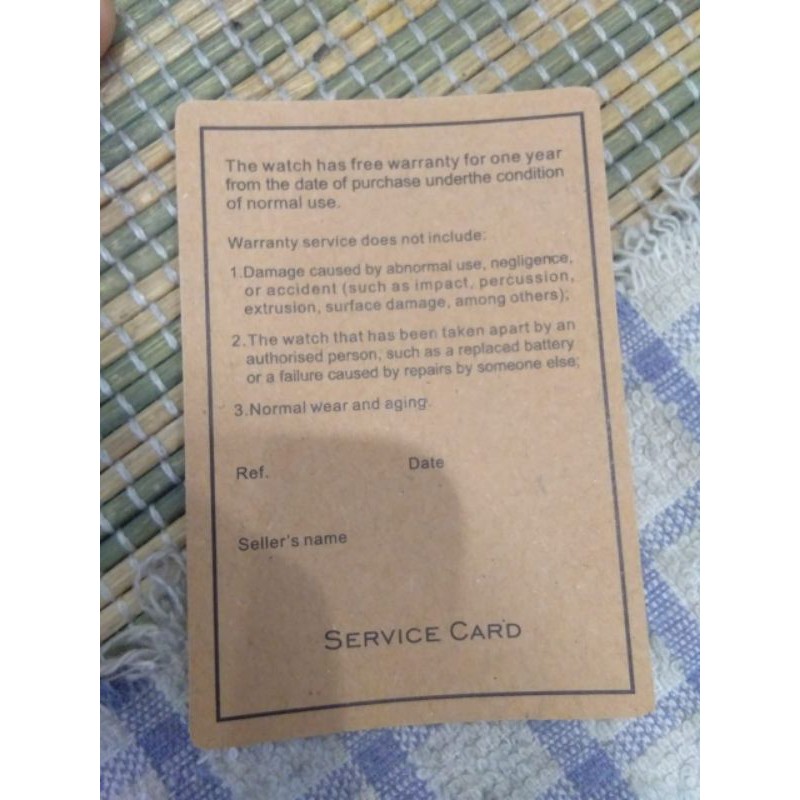 The watch has free warranty for one year
from the date of purchase underthe condition
of normal use.
Warranty service does not include:
1.Damage caused by abnormal use, negligence,
or accident (such as impact, percussion,
extrusion, surface damage, among others);
2.The watch that has been taken apart by an
authorised person, such as a replaced battery
or a failure caused by repairs by someone else;
3.Normal wear and aging.
Ref. Date
Seller's name
SERVICE CARD